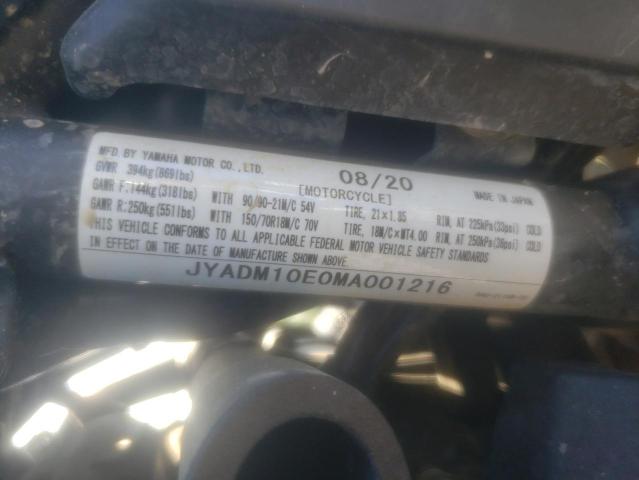 MFD BY YAMAHA MOTOR CO.,LTD. 08/20 MADE IN JAPAN
GVWR 394kg(869lbs) [MOTORCYCLE]
GAWR F:144kg(318lbs) WITH 90/90-21M/C 54V TIRE, 21×1.85 RIM, AT 225kPa(33psi) COLD
GAWR R:250kg(551lbs) WITH 150/70R18M/C 70V TIRE, 18M/C×MT4.00 RIM, AT 250kPa(36psi) COLD
THIS VEHICLE CONFORMS TO ALL APPLICABLE FEDERAL MOTOR VEHICLE SAFETY STANDARDS
IN EFFECT ON THE DATE OF MANUFACTURE SHOWN ABOVE.
JYADM10E0MA001216